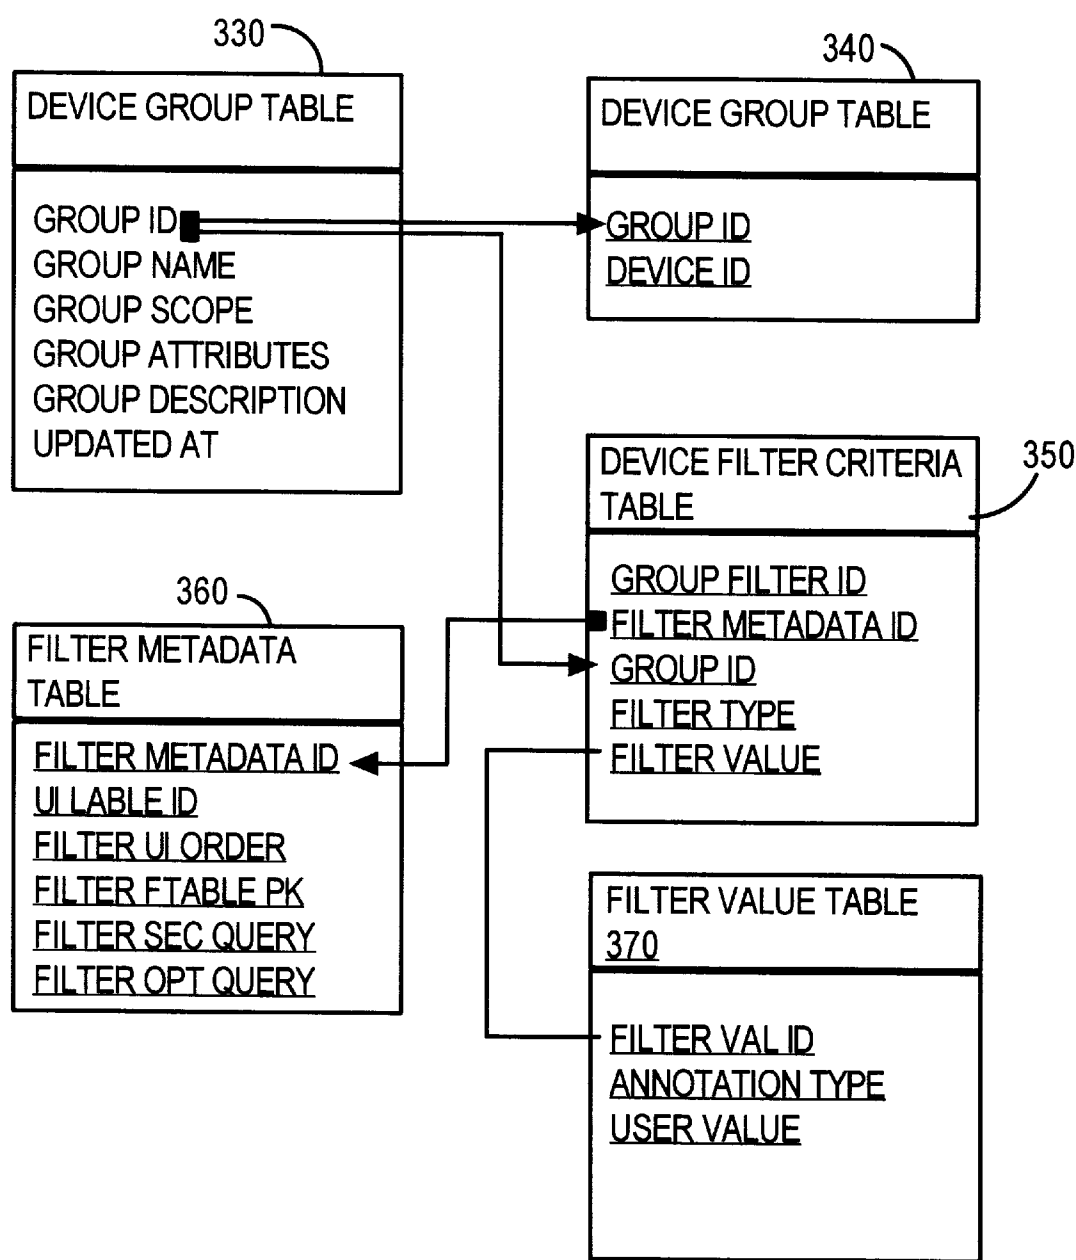 330
DEVICE GROUP TABLE
GROUP ID
GROUP NAME
GROUP SCOPE
GROUP ATTRIBUTES
GROUP DESCRIPTION
UPDATED AT
340
DEVICE GROUP TABLE
GROUP ID
DEVICE ID
350
DEVICE FILTER CRITERIA
TABLE
GROUP FILTER ID
FILTER METADATA ID
GROUP ID
FILTER TYPE
FILTER VALUE
360
FILTER METADATA
TABLE
FILTER METADATA ID
UI LABLE ID
FILTER UI ORDER
FILTER FTABLE PK
FILTER SEC QUERY
FILTER OPT QUERY
FILTER VALUE TABLE
370
FILTER VAL ID
ANNOTATION TYPE
USER VALUE